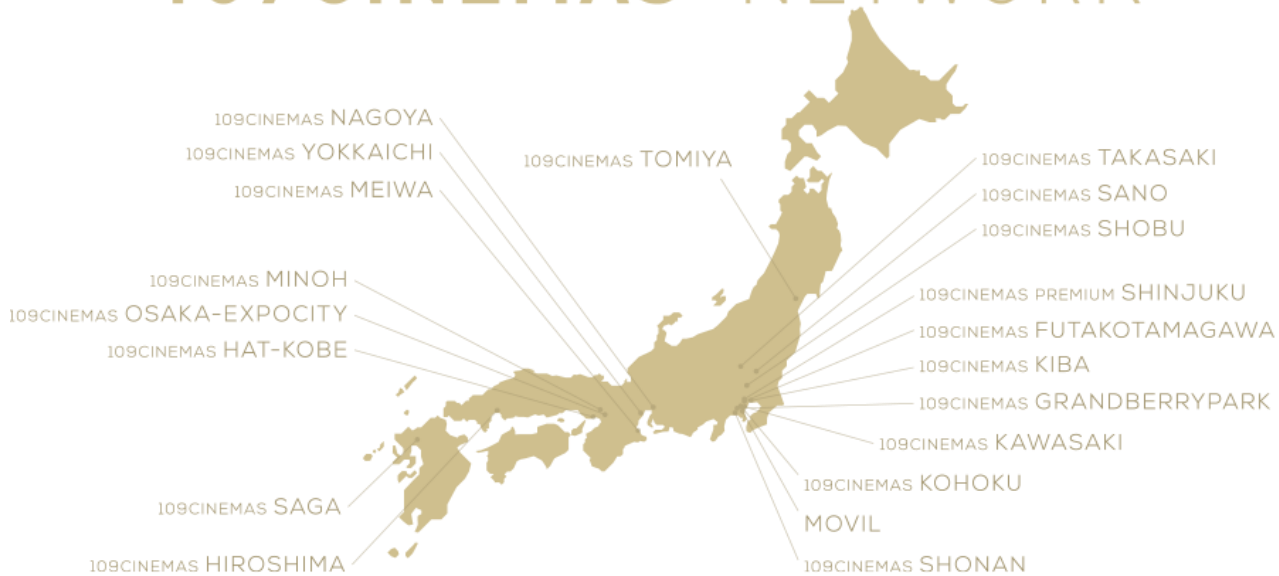 109CINEMAS NETWORK
109CINEMAS NAGOYA
109CINEMAS YOKKAICHI
109CINEMAS MEIWA
109CINEMAS TOMIYA
109CINEMAS TAKASAKI
109CINEMAS SANO
109CINEMAS SHOBU
109CINEMAS MINOH
109CINEMAS OSAKA-EXPOCITY
109CINEMAS HAT-KOBE
109CINEMAS PREMIUM SHINJUKU
109CINEMAS FUTAKOTAMAGAWA
109CINEMAS KIBA
109CINEMAS GRANDBERRYPARK
109CINEMAS KAWASAKI
109CINEMAS KOHOKU
MOVIL
109CINEMAS SHONAN
109CINEMAS SAGA
109CINEMAS HIROSHIMA